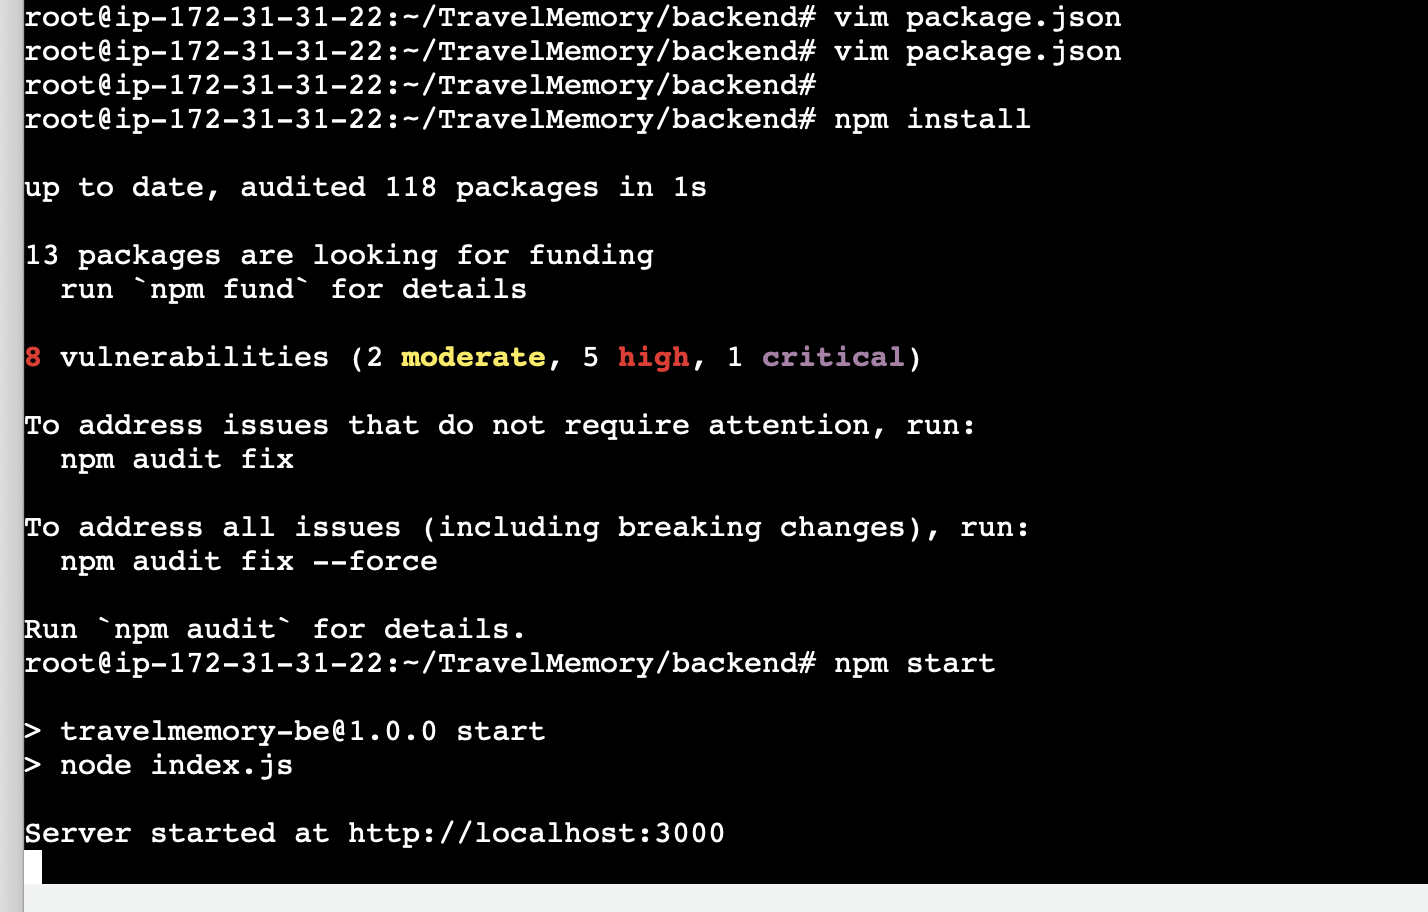 root@ip-172-31-31-22:~/TravelMemory/backend# vim package.json
root@ip-172-31-31-22:~/TravelMemory/backend# vim package.json
root@ip-172-31-31-22:~/TravelMemory/backend#
root@ip-172-31-31-22:~/TravelMemory/backend# npm install
up to date, audited 118 packages in 1s
13 packages are looking for funding
  run `npm fund` for details
8 vulnerabilities (2 moderate, 5 high, 1 critical)
To address issues that do not require attention, run:
  npm audit fix
To address all issues (including breaking changes), run:
  npm audit fix --force
Run `npm audit` for details.
root@ip-172-31-31-22:~/TravelMemory/backend# npm start
> travelmemory-be@1.0.0 start
> node index.js
Server started at http://localhost:3000